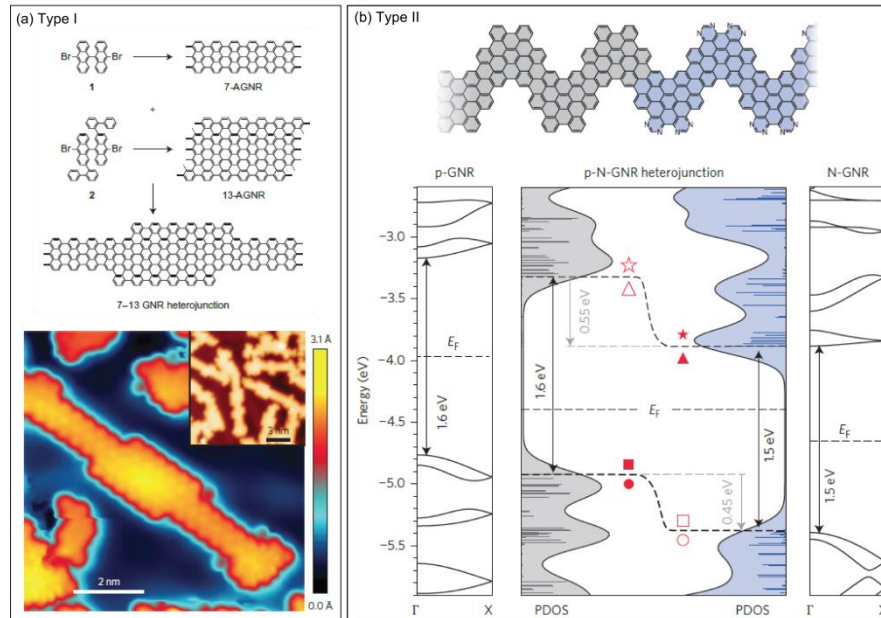 (a) Type I
Br
Br
1
7-AGNR
+
Br
Br
2
13-AGNR
7–13 GNR heterojunction
3.1 Å
3 nm
2 nm
0.0 Å
(b) Type II
N
N
N
N
N
N
N
N
N
p-GNR
p-N-GNR heterojunction
N-GNR
Energy (eV)
−3.0
−3.5
−4.0
−4.5
−5.0
−5.5
E_F
1.6 eV
0.55 eV
1.6 eV
E_F
0.45 eV
1.5 eV
E_F
1.5 eV
Γ
X
PDOS
PDOS
Γ
X